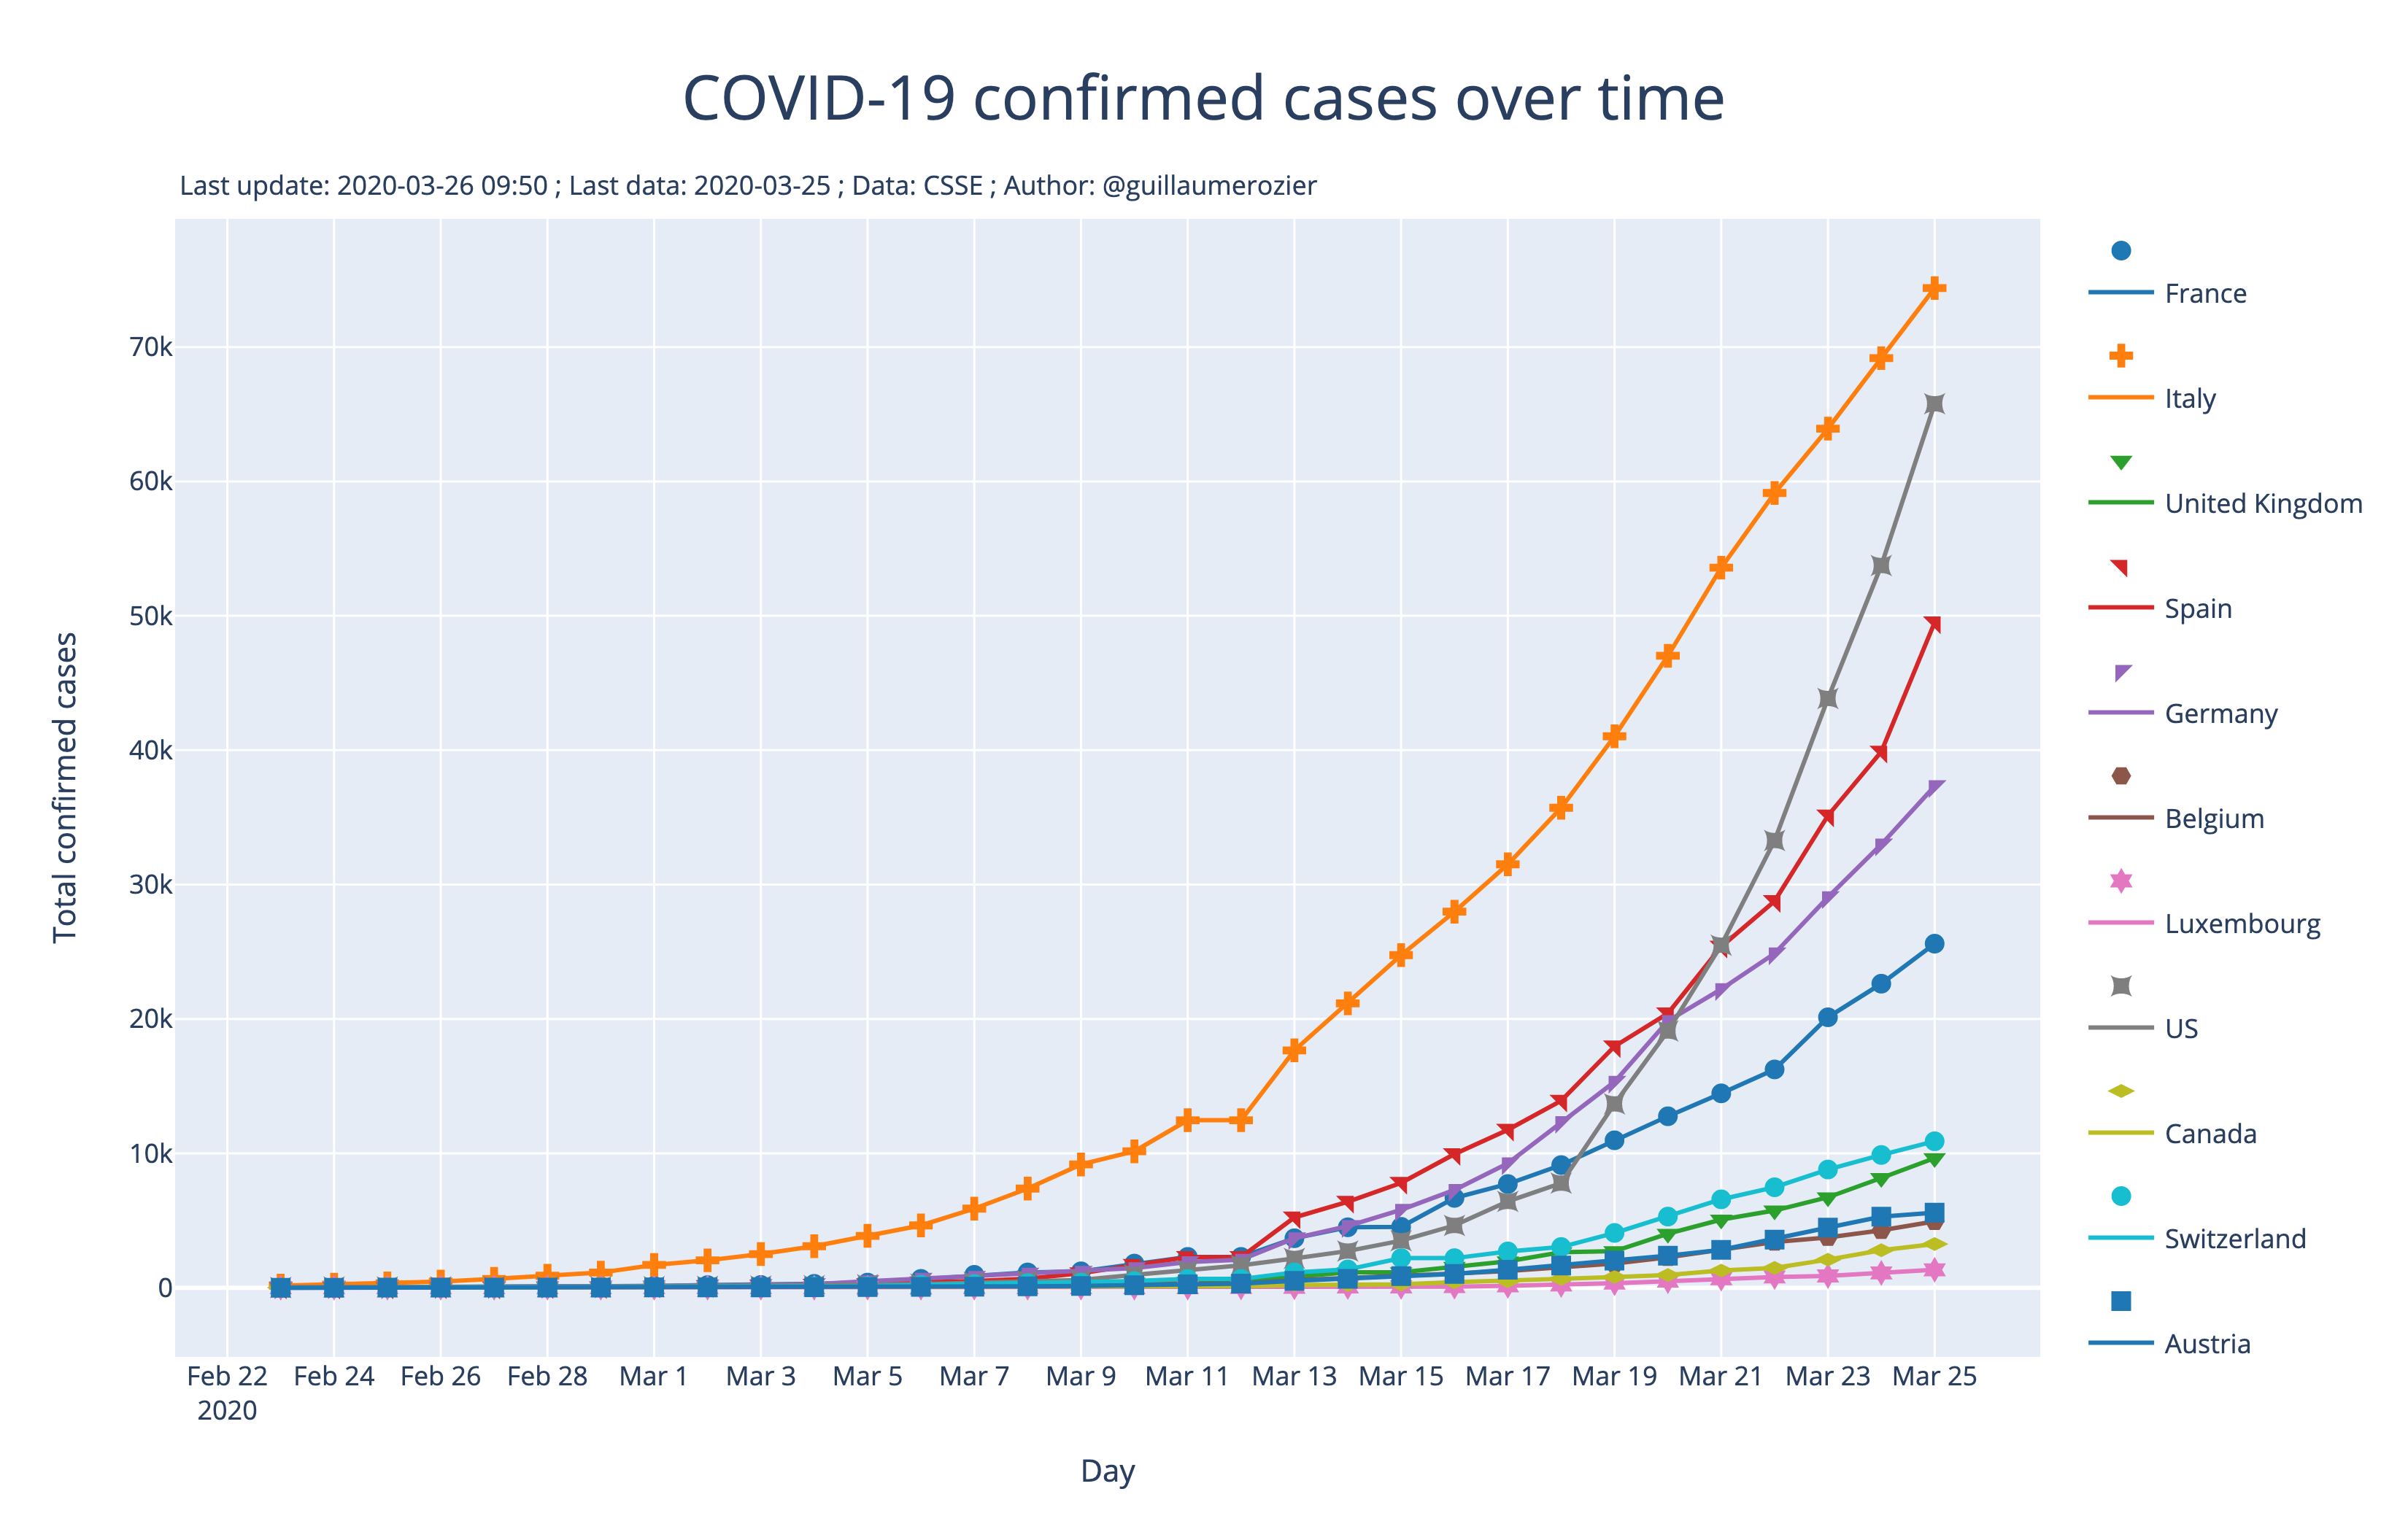 COVID-19 confirmed cases over time
Last update: 2020-03-26 09:50 ; Last data: 2020-03-25 ; Data: CSSE ; Author: @guillaumerozier
Total confirmed cases
70k
60k
50k
40k
30k
20k
10k
0
Feb 22 Feb 24 Feb 26 Feb 28 Mar 1 Mar 3 Mar 5 Mar 7 Mar 9 Mar 11 Mar 13 Mar 15 Mar 17 Mar 19 Mar 21 Mar 23 Mar 25
2020
Day
France
Italy
United Kingdom
Spain
Germany
Belgium
Luxembourg
US
Canada
Switzerland
Austria